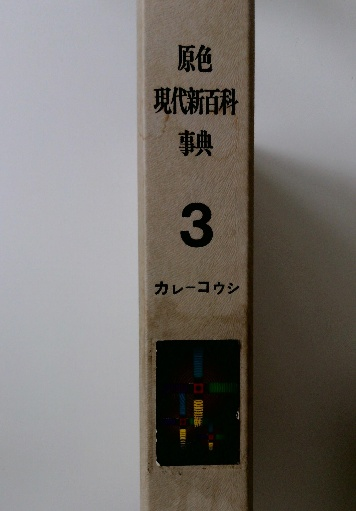 原色
現代新百科
事典
3
カレーコウシ